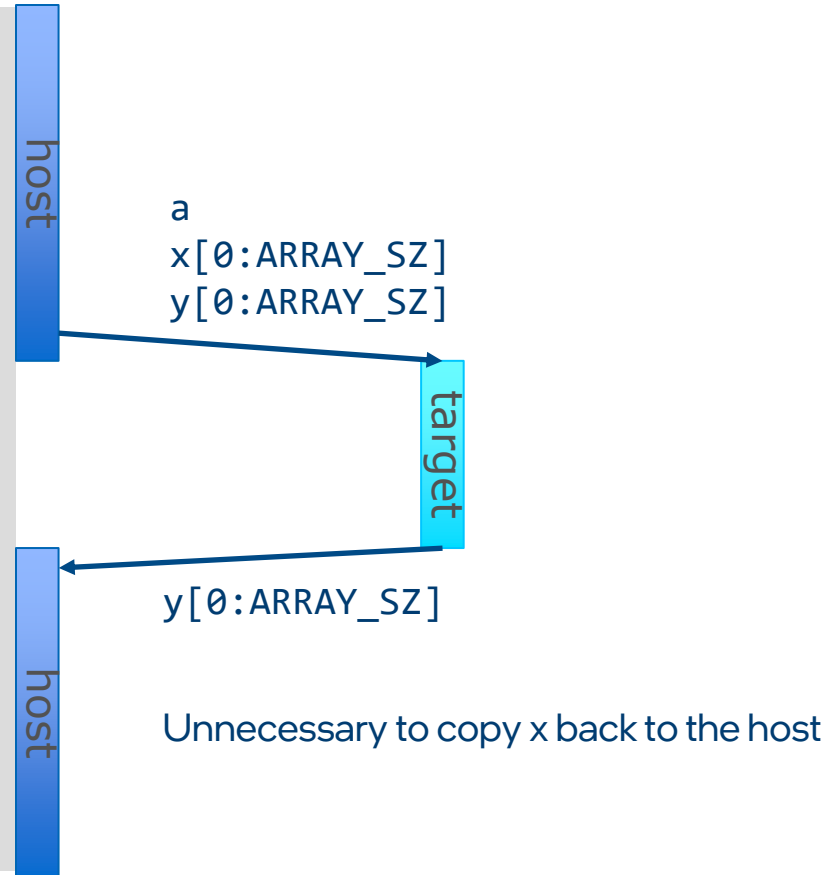 host
a
x[0:ARRAY_SZ]
y[0:ARRAY_SZ]
target
y[0:ARRAY_SZ]
host
Unnecessary to copy x back to the host